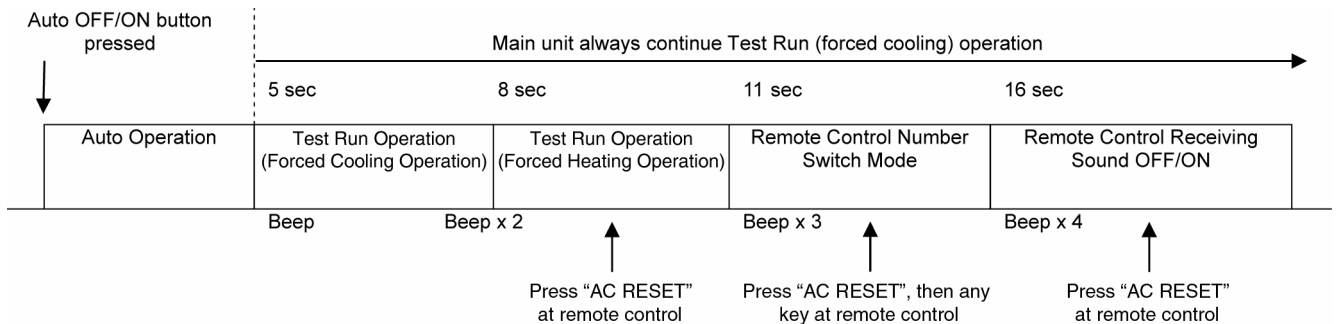 Auto OFF/ON button
pressed
Main unit always continue Test Run (forced cooling) operation
5 sec
8 sec
11 sec
16 sec
Auto Operation
Test Run Operation
(Forced Cooling Operation)
Test Run Operation
(Forced Heating Operation)
Remote Control Number
Switch Mode
Remote Control Receiving
Sound OFF/ON
Beep
Beep x 2
Beep x 3
Beep x 4
Press “AC RESET”
at remote control
Press “AC RESET”, then any
key at remote control
Press “AC RESET”
at remote control